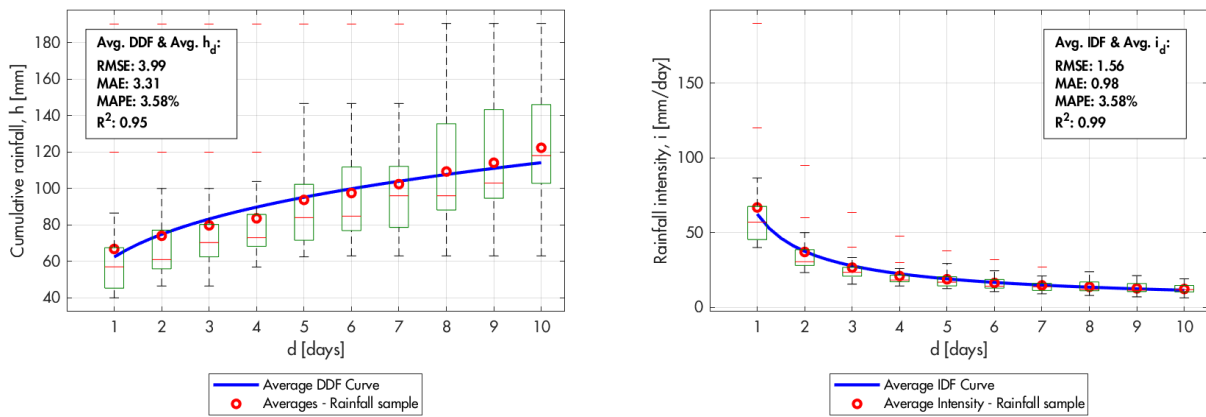 Cumulative rainfall, h [mm]
180
160
140
120
100
80
60
40
Avg. DDF & Avg. h_d:
RMSE: 3.99
MAE: 3.31
MAPE: 3.58%
R²: 0.95
1 2 3 4 5 6 7 8 9 10
d [days]
Average DDF Curve
Averages - Rainfall sample
Rainfall intensity, i [mm/day]
150
100
50
0
Avg. IDF & Avg. i_d:
RMSE: 1.56
MAE: 0.98
MAPE: 3.58%
R²: 0.99
1 2 3 4 5 6 7 8 9 10
d [days]
Average IDF Curve
Average Intensity - Rainfall sample